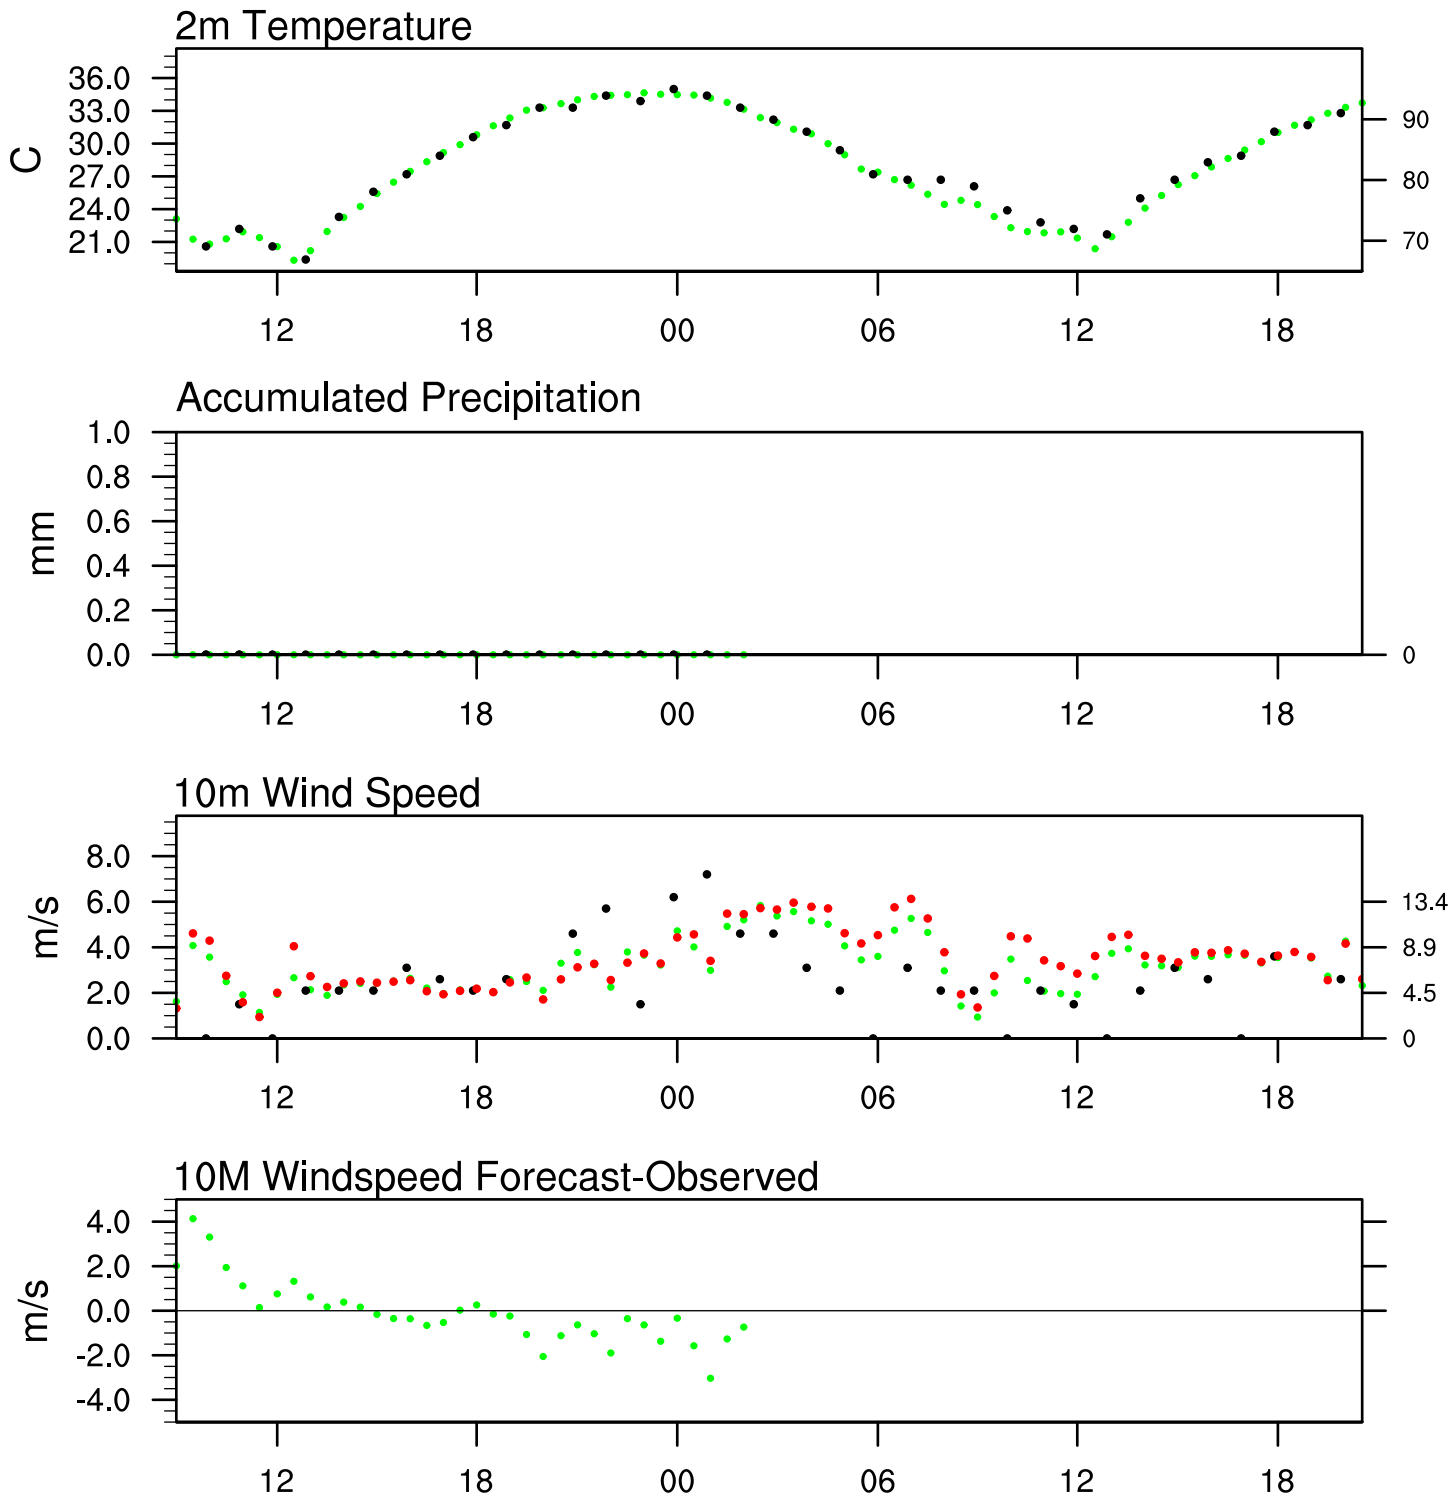 2m Temperature
36.0
33.0
30.0
27.0
24.0
21.0
C
90
80
70
12 18 00 06 12 18
Accumulated Precipitation
1.0
0.8
0.6
0.4
0.2
0.0
mm
0
12 18 00 06 12 18
10m Wind Speed
8.0
6.0
4.0
2.0
0.0
m/s
13.4
8.9
4.5
0
12 18 00 06 12 18
10M Windspeed Forecast-Observed
4.0
2.0
0.0
-2.0
-4.0
m/s
12 18 00 06 12 18